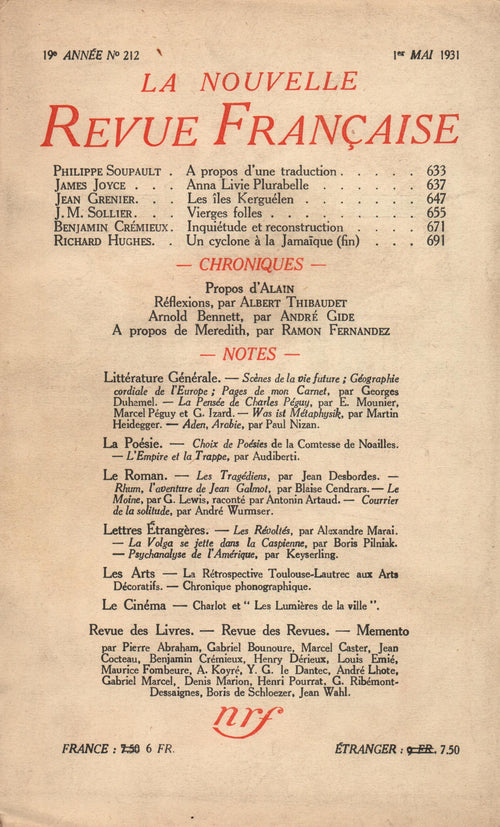 19e ANNÉE No 212 1er MAI 1931
LA NOUVELLE
REVUE FRANÇAISE
PHILIPPE SOUPAULT . A propos d'une traduction . . . . . 633
JAMES JOYCE . . . Anna Livie Plurabelle . . . . . . 637
JEAN GRENIER. . . Les îles Kerguélen . . . . . . . 647
J. M. SOLLIER. . . Vierges folles . . . . . . . . 655
BENJAMIN CRÉMIEUX. Inquiétude et reconstruction . . . . 671
RICHARD HUGHES. . Un cyclone à la Jamaïque (fin) . . . 691
— CHRONIQUES —
Propos d'ALAIN
Réflexions, par ALBERT THIBAUDET
Arnold Bennett, par ANDRÉ GIDE
A propos de Meredith, par RAMON FERNANDEZ
— NOTES —
Littérature Générale. — Scènes de la vie future ; Géographie
cordiale de l'Europe ; Pages de mon Carnet, par Georges
Duhamel. — La Pensée de Charles Péguy, par E. Mounier,
Marcel Péguy et G. Izard. — Was ist Métaphysik, par Martin
Heidegger. — Aden, Arabie, par Paul Nizan.
La Poésie. — Choix de Poésies de la Comtesse de Noailles.
— L'Empire et la Trappe, par Audiberti.
Le Roman. — Les Tragédiens, par Jean Desbordes. —
Rhum, l'aventure de Jean Galmot, par Blaise Cendrars. — Le
Moine, par G. Lewis, raconté par Antonin Artaud. — Courrier
de la solitude, par André Wurmser.
Lettres Étrangères. — Les Révoltés, par Alexandre Marai.
— La Volga se jette dans la Caspienne, par Boris Pilniak.
— Psychanalyse de l'Amérique, par Keyserling.
Les Arts — La Rétrospective Toulouse-Lautrec aux Arts
Décoratifs. — Chronique phonographique.
Le Cinéma — Charlot et “ Les Lumières de la ville ”.
Revue des Livres. — Revue des Revues. — Memento
par Pierre Abraham, Gabriel Bounoure, Marcel Caster, Jean
Cocteau, Benjamin Crémieux, Henry Dérieux, Louis Emié,
Maurice Fombeure, A. Koyré, Y. G. le Dantec, André Lhote,
Gabriel Marcel, Denis Marion, Henri Pourrat, G. Ribémont-
Dessaignes, Boris de Schloezer, Jean Wahl.
nrf
FRANCE : 7.50 6 FR. ÉTRANGER : 9 FR. 7.50